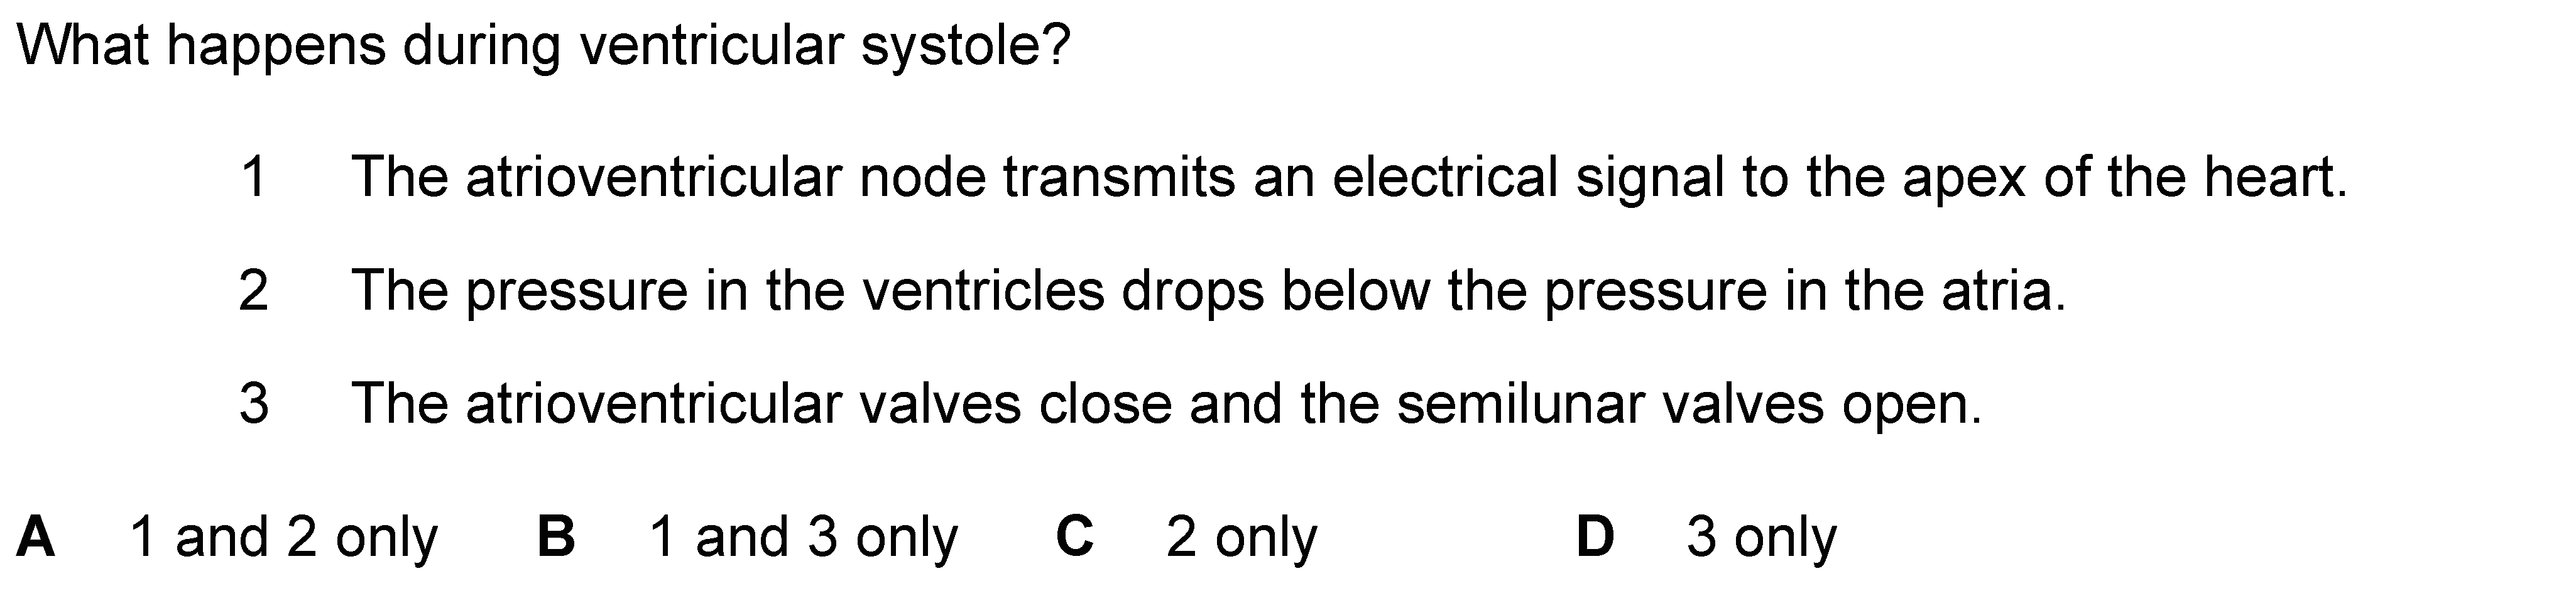 What happens during ventricular systole?
1 The atrioventricular node transmits an electrical signal to the apex of the heart.
2 The pressure in the ventricles drops below the pressure in the atria.
3 The atrioventricular valves close and the semilunar valves open.
A 1 and 2 only B 1 and 3 only C 2 only D 3 only